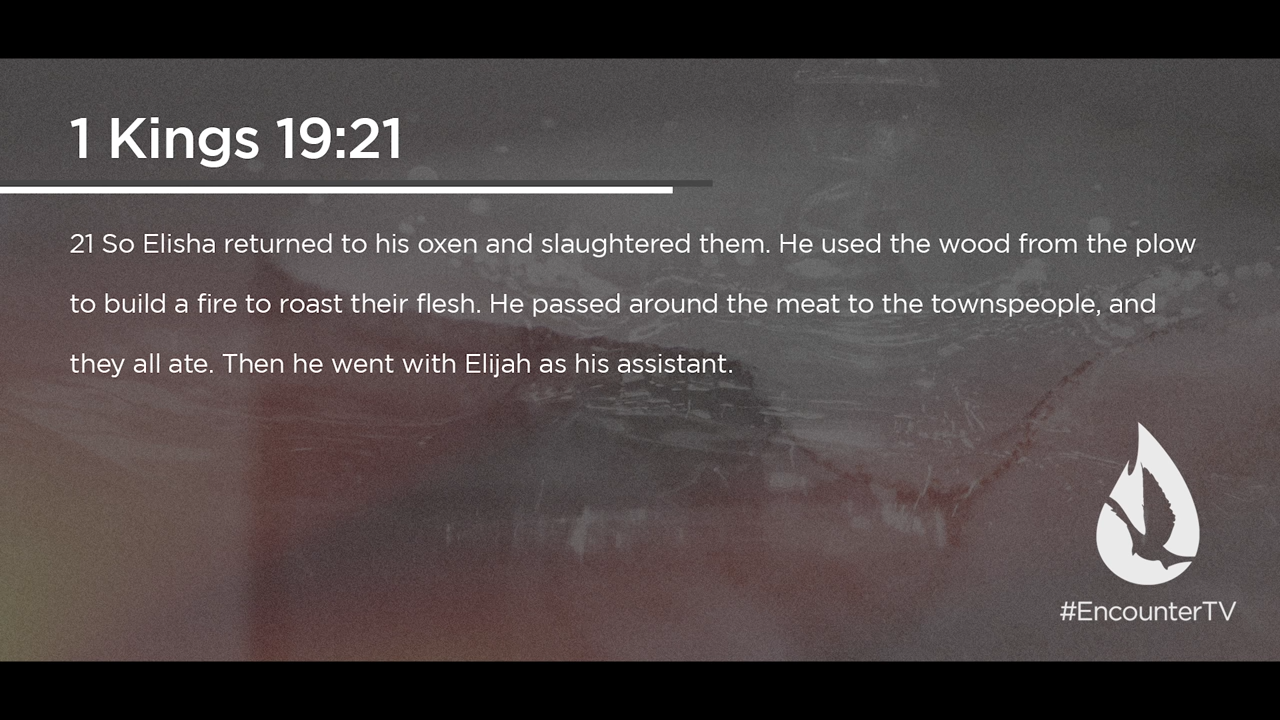 1 Kings 19:21
21 So Elisha returned to his oxen and slaughtered them. He used the wood from the plow
to build a fire to roast their flesh. He passed around the meat to the townspeople, and
they all ate. Then he went with Elijah as his assistant.
#EncounterTV